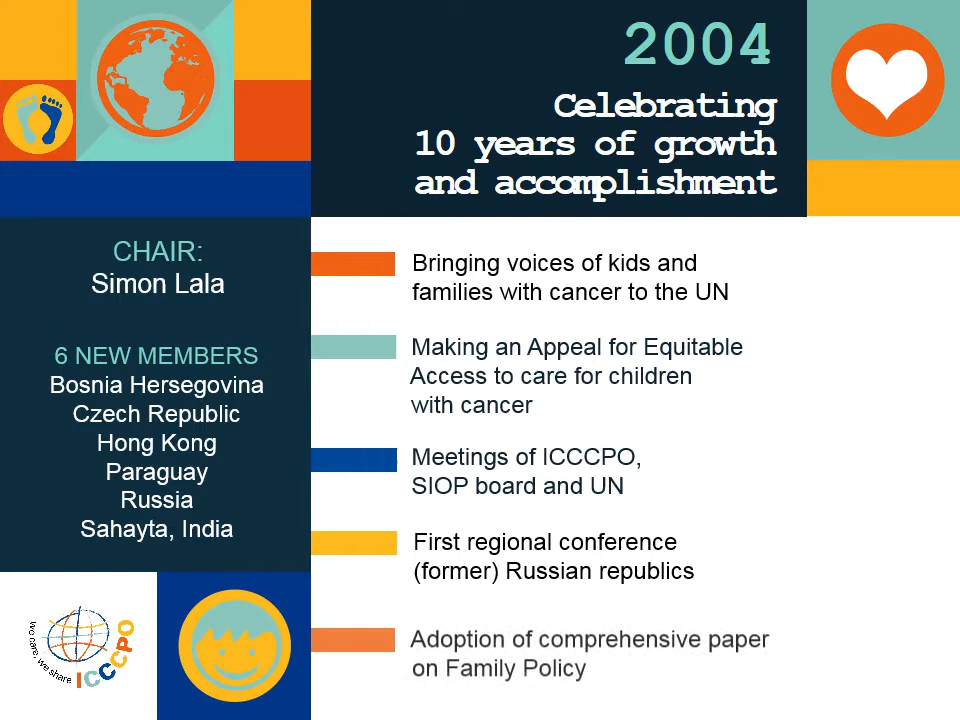 2004
Celebrating
10 years of growth
and accomplishment
CHAIR:
Simon Lala
6 NEW MEMBERS
Bosnia Hersegovina
Czech Republic
Hong Kong
Paraguay
Russia
Sahayta, India
Bringing voices of kids and
families with cancer to the UN
Making an Appeal for Equitable
Access to care for children
with cancer
Meetings of ICCCPO,
SIOP board and UN
First regional conference
(former) Russian republics
Adoption of comprehensive paper
on Family Policy
We care, we share
ICCCPO